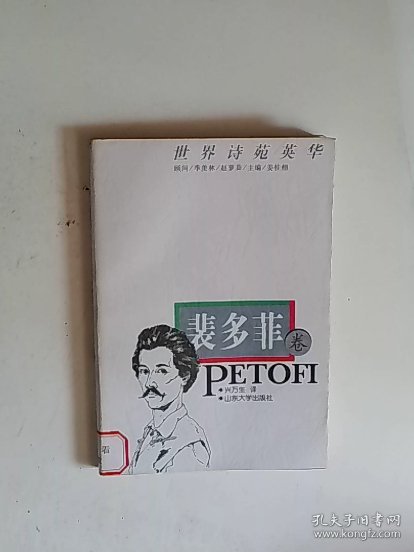 世界诗苑英华
顾问/季羡林/赵萝蕤/主编/姜桂栩
裴多菲
卷
PETOFI
●兴万生 译
●山东大学出版社
石
孔夫子旧书网
www.kongfz.com